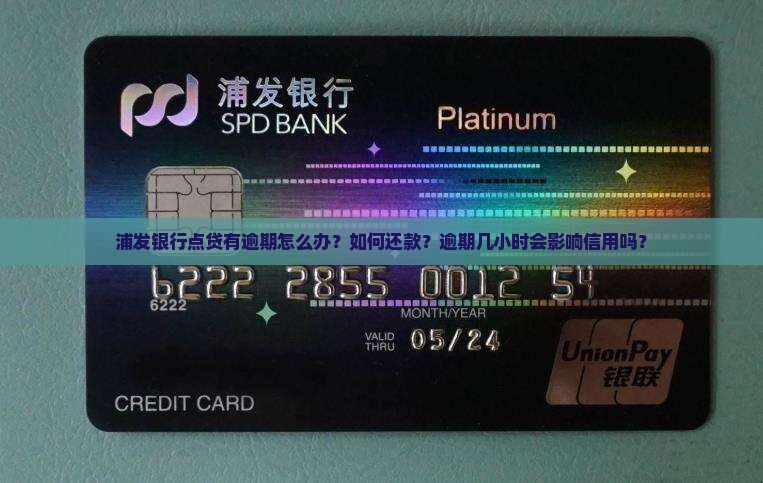 浦发银行
SPD BANK
Platinum
浦发银行点贷有逾期怎么办？如何还款？逾期几小时会影响信用吗？
6222 2855 0012 54
6222
MONTH/YEAR
VALID THRU 05/24
UnionPay
银联
CREDIT CARD